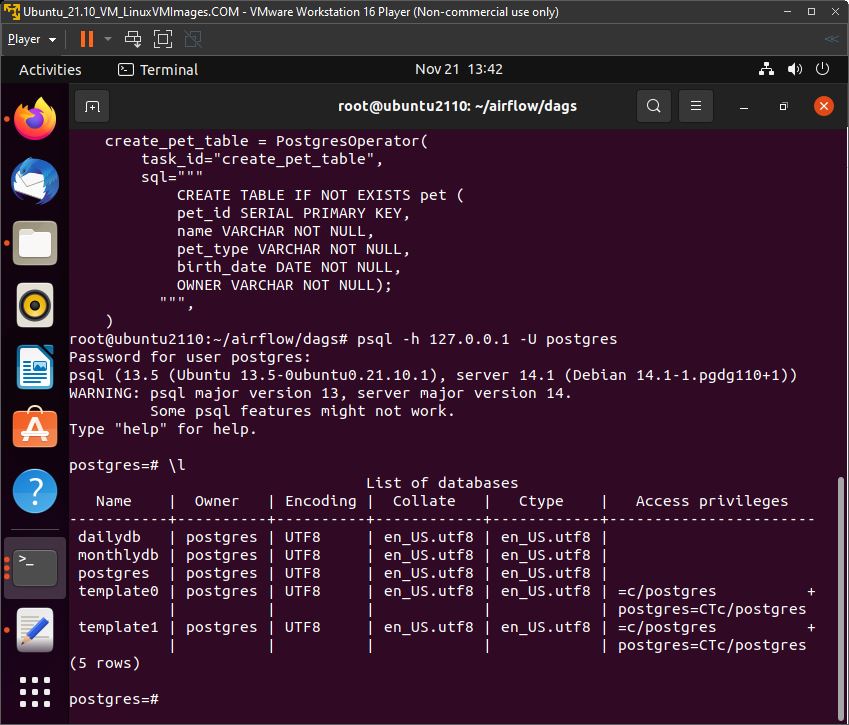 Ubuntu_21.10_VM_LinuxVMImages.COM - VMware Workstation 16 Player (Non-commercial use only)
Player
Activities Terminal Nov 21 13:42
root@ubuntu2110: ~/airflow/dags
    create_pet_table = PostgresOperator(
        task_id="create_pet_table",
        sql="""
            CREATE TABLE IF NOT EXISTS pet (
            pet_id SERIAL PRIMARY KEY,
            name VARCHAR NOT NULL,
            pet_type VARCHAR NOT NULL,
            birth_date DATE NOT NULL,
            OWNER VARCHAR NOT NULL);
          """,
    )
root@ubuntu2110:~/airflow/dags# psql -h 127.0.0.1 -U postgres
Password for user postgres:
psql (13.5 (Ubuntu 13.5-0ubuntu0.21.10.1), server 14.1 (Debian 14.1-1.pgdg110+1))
WARNING: psql major version 13, server major version 14.
         Some psql features might not work.
Type "help" for help.
postgres=# \l
                                 List of databases
   Name    |  Owner   | Encoding |  Collate   |   Ctype    |   Access privileges
-----------+----------+----------+------------+------------+-----------------------
 dailydb   | postgres | UTF8     | en_US.utf8 | en_US.utf8 |
 monthlydb | postgres | UTF8     | en_US.utf8 | en_US.utf8 |
 postgres  | postgres | UTF8     | en_US.utf8 | en_US.utf8 |
 template0 | postgres | UTF8     | en_US.utf8 | en_US.utf8 | =c/postgres          +
           |          |          |            |            | postgres=CTc/postgres
 template1 | postgres | UTF8     | en_US.utf8 | en_US.utf8 | =c/postgres          +
           |          |          |            |            | postgres=CTc/postgres
(5 rows)
postgres=#